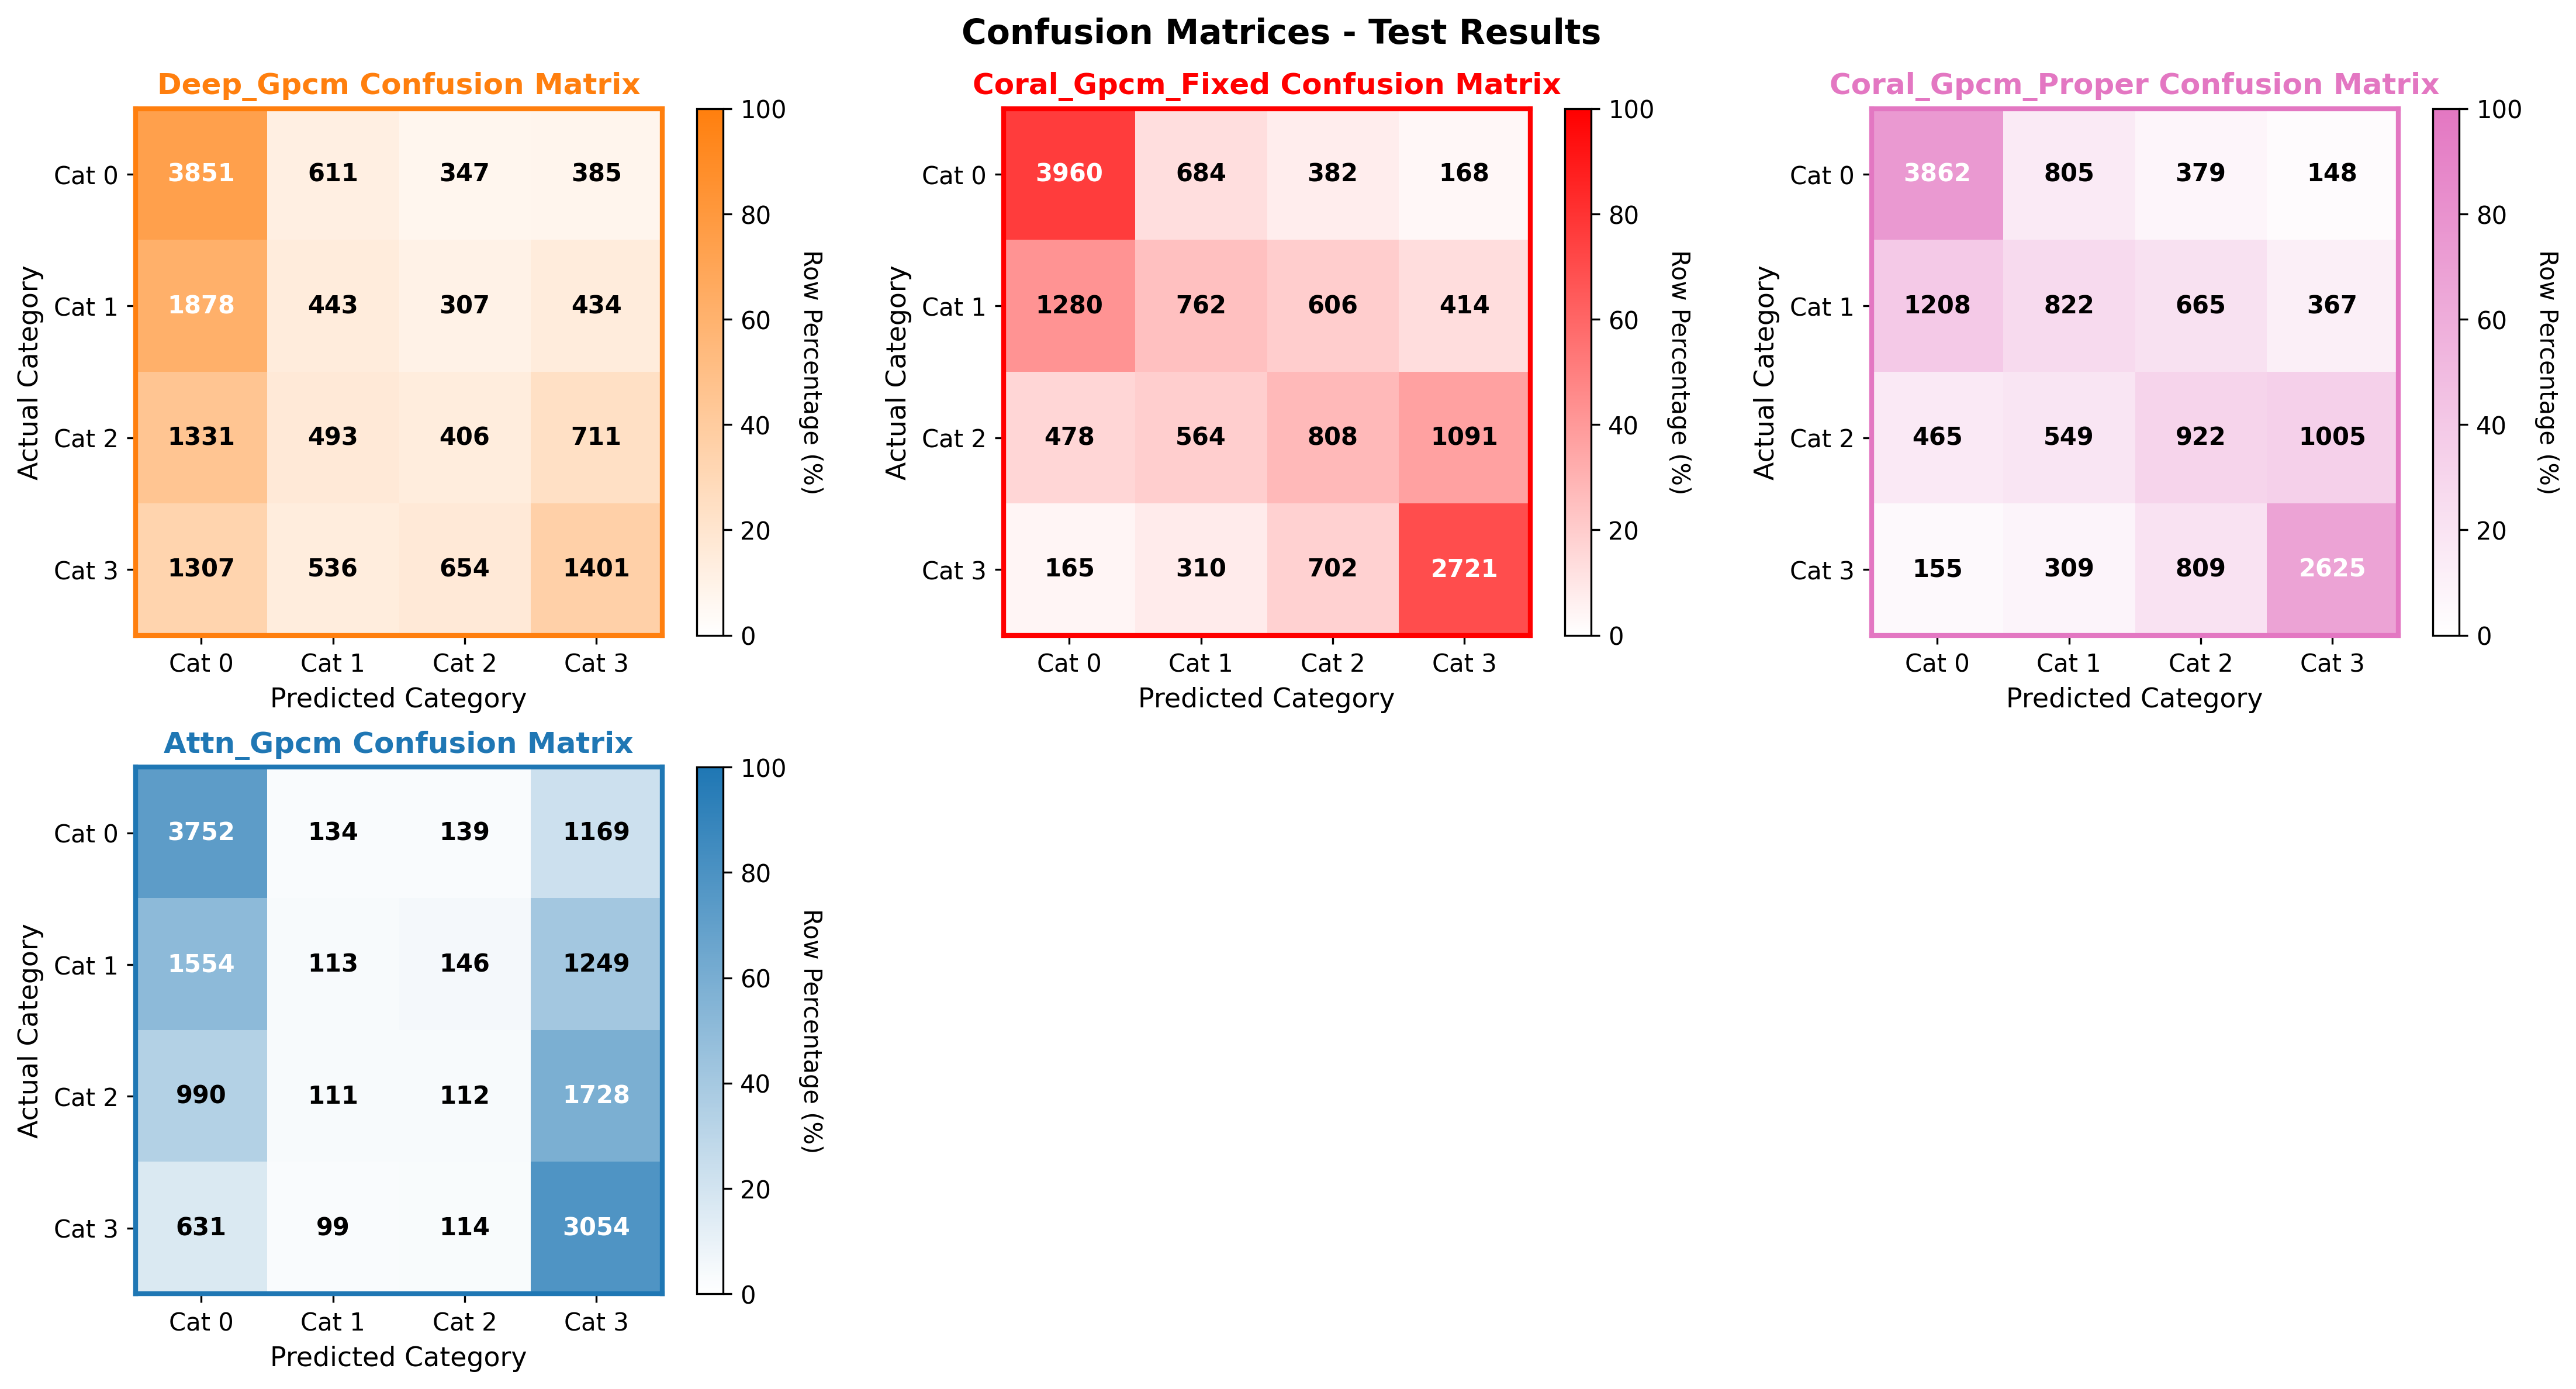 Confusion Matrices - Test Results
Deep_Gpcm Confusion Matrix
Actual Category
Cat 0 3851 611 347 385
Cat 1 1878 443 307 434
Cat 2 1331 493 406 711
Cat 3 1307 536 654 1401
Cat 0 Cat 1 Cat 2 Cat 3
Predicted Category
100
80
60
40
20
0
Row Percentage (%)
Coral_Gpcm_Fixed Confusion Matrix
Actual Category
Cat 0 3960 684 382 168
Cat 1 1280 762 606 414
Cat 2 478 564 808 1091
Cat 3 165 310 702 2721
Cat 0 Cat 1 Cat 2 Cat 3
Predicted Category
100
80
60
40
20
0
Row Percentage (%)
Coral_Gpcm_Proper Confusion Matrix
Actual Category
Cat 0 3862 805 379 148
Cat 1 1208 822 665 367
Cat 2 465 549 922 1005
Cat 3 155 309 809 2625
Cat 0 Cat 1 Cat 2 Cat 3
Predicted Category
100
80
60
40
20
0
Row Percentage (%)
Attn_Gpcm Confusion Matrix
Actual Category
Cat 0 3752 134 139 1169
Cat 1 1554 113 146 1249
Cat 2 990 111 112 1728
Cat 3 631 99 114 3054
Cat 0 Cat 1 Cat 2 Cat 3
Predicted Category
100
80
60
40
20
0
Row Percentage (%)